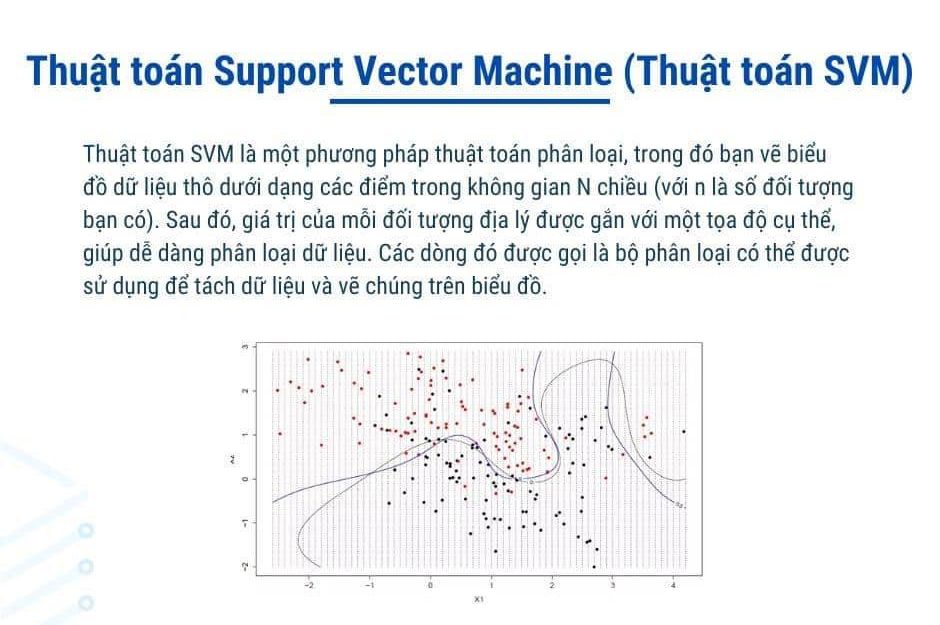 Thuật toán Support Vector Machine (Thuật toán SVM)
Thuật toán SVM là một phương pháp thuật toán phân loại, trong đó bạn vẽ biểu
đồ dữ liệu thô dưới dạng các điểm trong không gian N chiều (với n là số đối tượng
bạn có). Sau đó, giá trị của mỗi đối tượng địa lý được gắn với một tọa độ cụ thể,
giúp dễ dàng phân loại dữ liệu. Các dòng đó được gọi là bộ phân loại có thể được
sử dụng để tách dữ liệu và vẽ chúng trên biểu đồ.
3
2
1
0
-1
-2
X2
-2 -1 0 1 2 3 4
X1